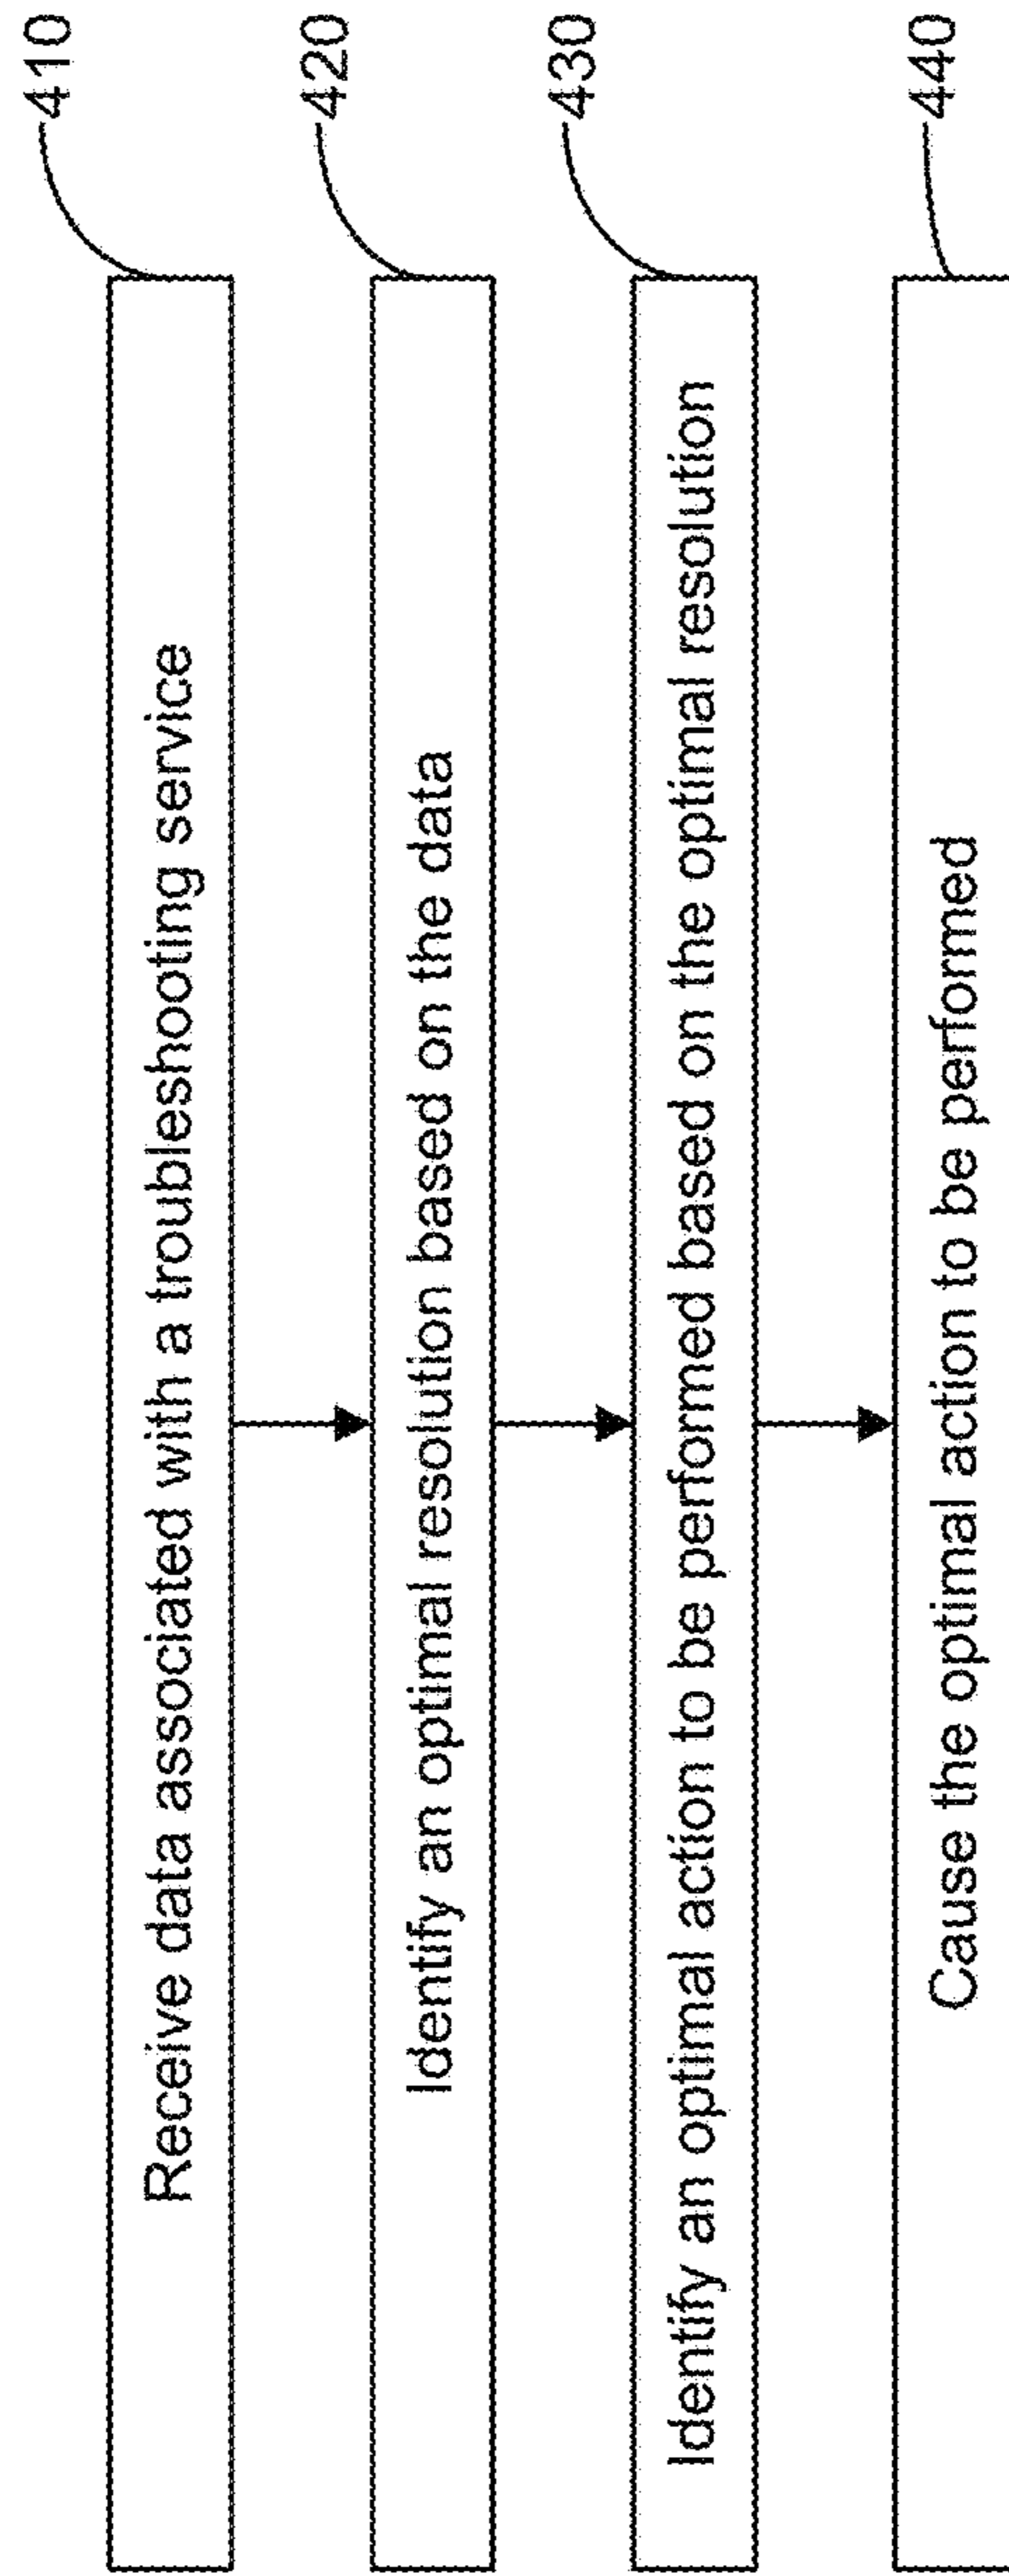 410
Receive data associated with a troubleshooting service
420
Identify an optimal resolution based on the data
430
Identify an optimal action to be performed based on the optimal resolution
440
Cause the optimal action to be performed